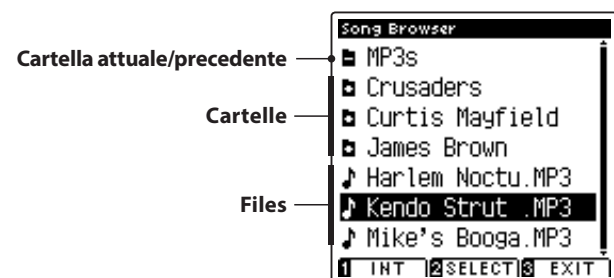 Song Browser
Cartella attuale/precedente MP3s
Crusaders
Cartelle Curtis Mayfield
James Brown
Harlem Noctu.MP3
Files Kendo Strut .MP3
Mike's Booga.MP3
1 INT 2 SELECT 3 EXIT